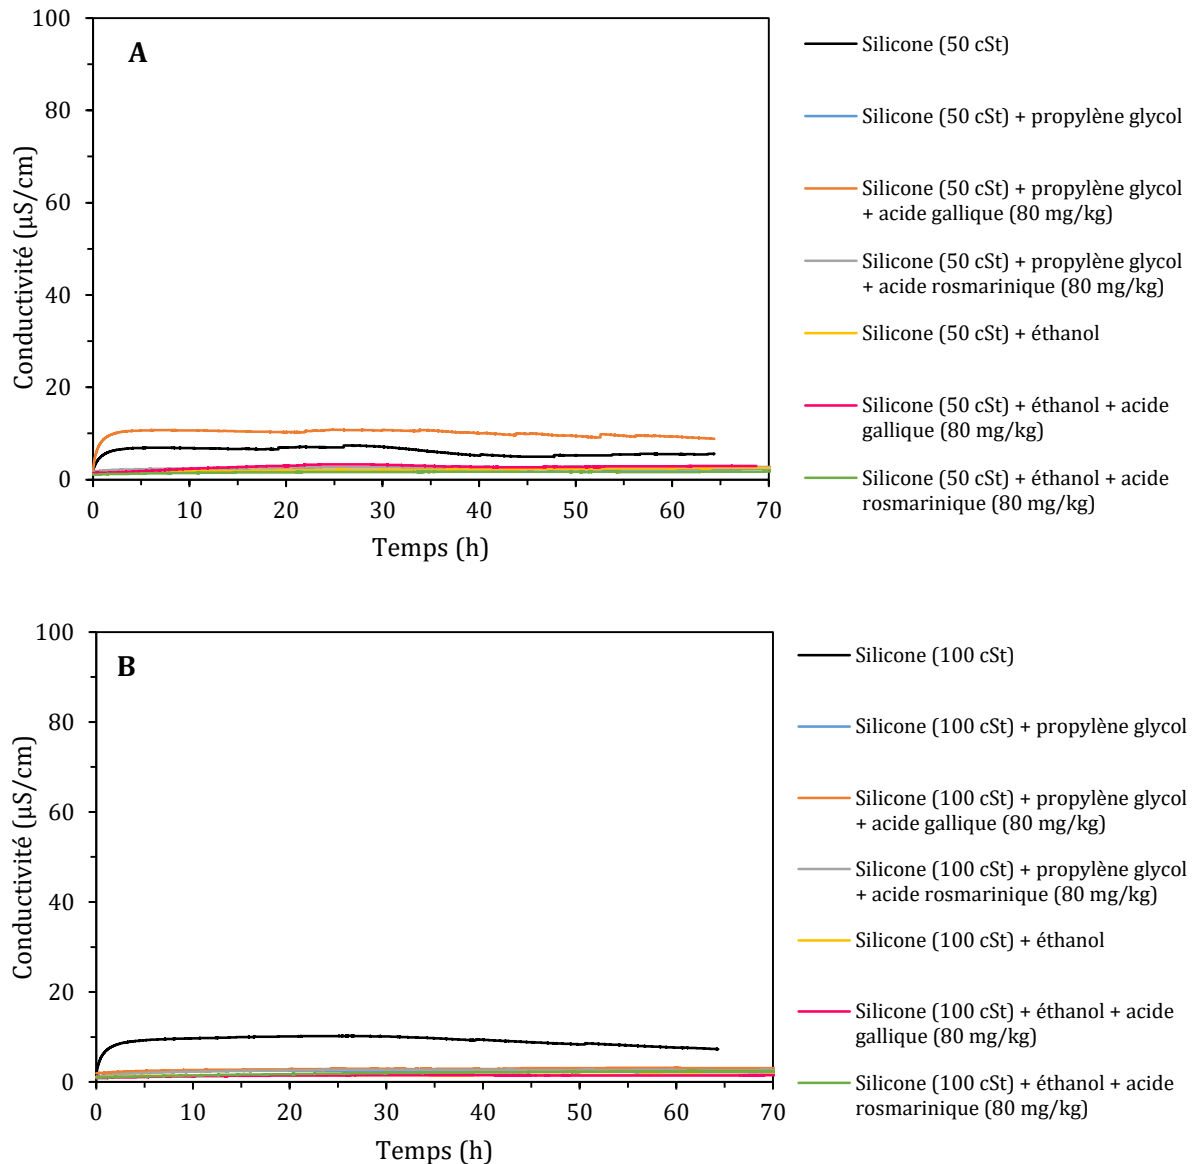 A
Conductivité (µS/cm)
100
80
60
40
20
0
0 10 20 30 40 50 60 70
Temps (h)
Silicone (50 cSt)
Silicone (50 cSt) + propylène glycol
Silicone (50 cSt) + propylène glycol
+ acide gallique (80 mg/kg)
Silicone (50 cSt) + propylène glycol
+ acide rosmarinique (80 mg/kg)
Silicone (50 cSt) + éthanol
Silicone (50 cSt) + éthanol + acide
gallique (80 mg/kg)
Silicone (50 cSt) + éthanol + acide
rosmarinique (80 mg/kg)
B
Conductivité (µS/cm)
100
80
60
40
20
0
0 10 20 30 40 50 60 70
Temps (h)
Silicone (100 cSt)
Silicone (100 cSt) + propylène glycol
Silicone (100 cSt) + propylène glycol
+ acide gallique (80 mg/kg)
Silicone (100 cSt) + propylène glycol
+ acide rosmarinique (80 mg/kg)
Silicone (100 cSt) + éthanol
Silicone (100 cSt) + éthanol + acide
gallique (80 mg/kg)
Silicone (100 cSt) + éthanol + acide
rosmarinique (80 mg/kg)